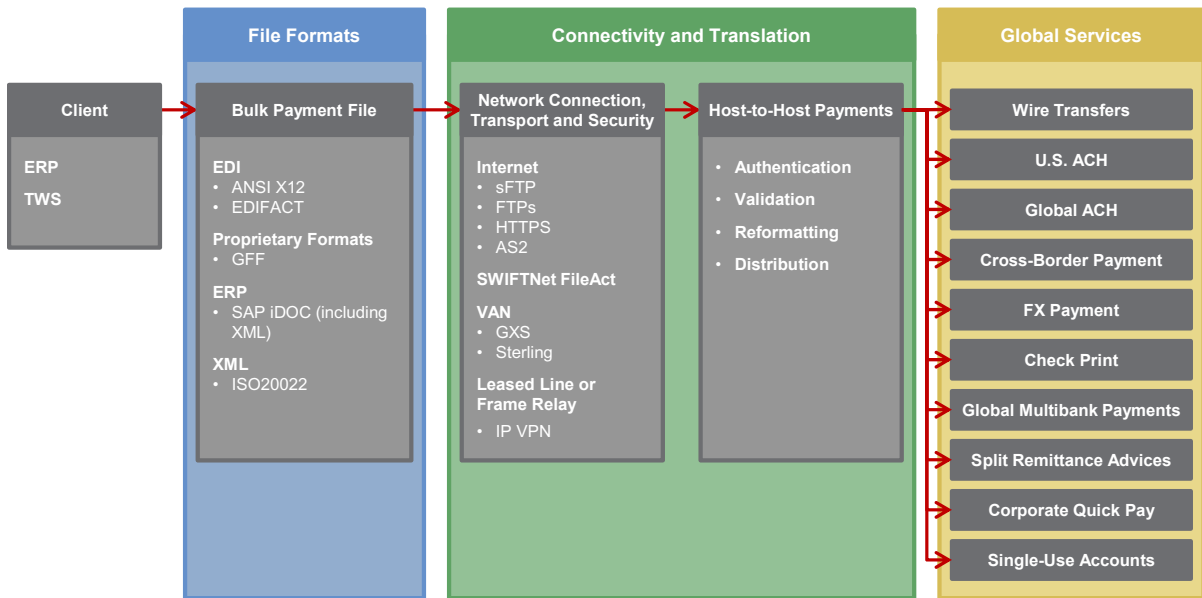 File Formats
Connectivity and Translation
Global Services
Client
ERP
TWS
Bulk Payment File
EDI
• ANSI X12
• EDIFACT
Proprietary Formats
• GFF
ERP
• SAP iDOC (including
XML)
XML
• ISO20022
Network Connection,
Transport and Security
Internet
• sFTP
• FTPs
• HTTPS
• AS2
SWIFTNet FileAct
VAN
• GXS
• Sterling
Leased Line or
Frame Relay
• IP VPN
Host-to-Host Payments
• Authentication
• Validation
• Reformatting
• Distribution
Wire Transfers
U.S. ACH
Global ACH
Cross-Border Payment
FX Payment
Check Print
Global Multibank Payments
Split Remittance Advices
Corporate Quick Pay
Single-Use Accounts